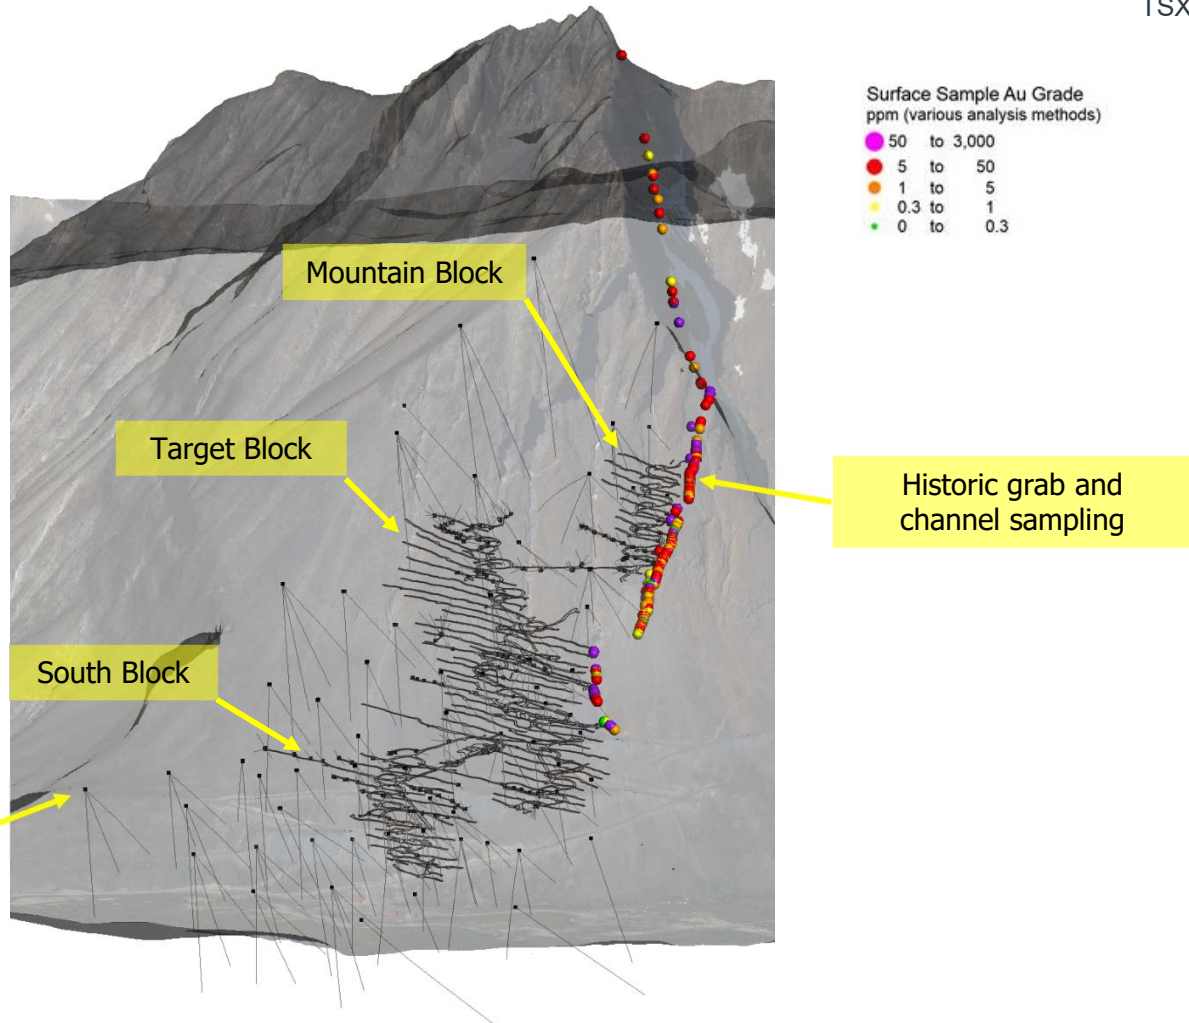 TSX
Surface Sample Au Grade
ppm (various analysis methods)
50 to 3,000
5 to 50
1 to 5
0.3 to 1
0 to 0.3
Mountain Block
Target Block
Historic grab and
channel sampling
South Block